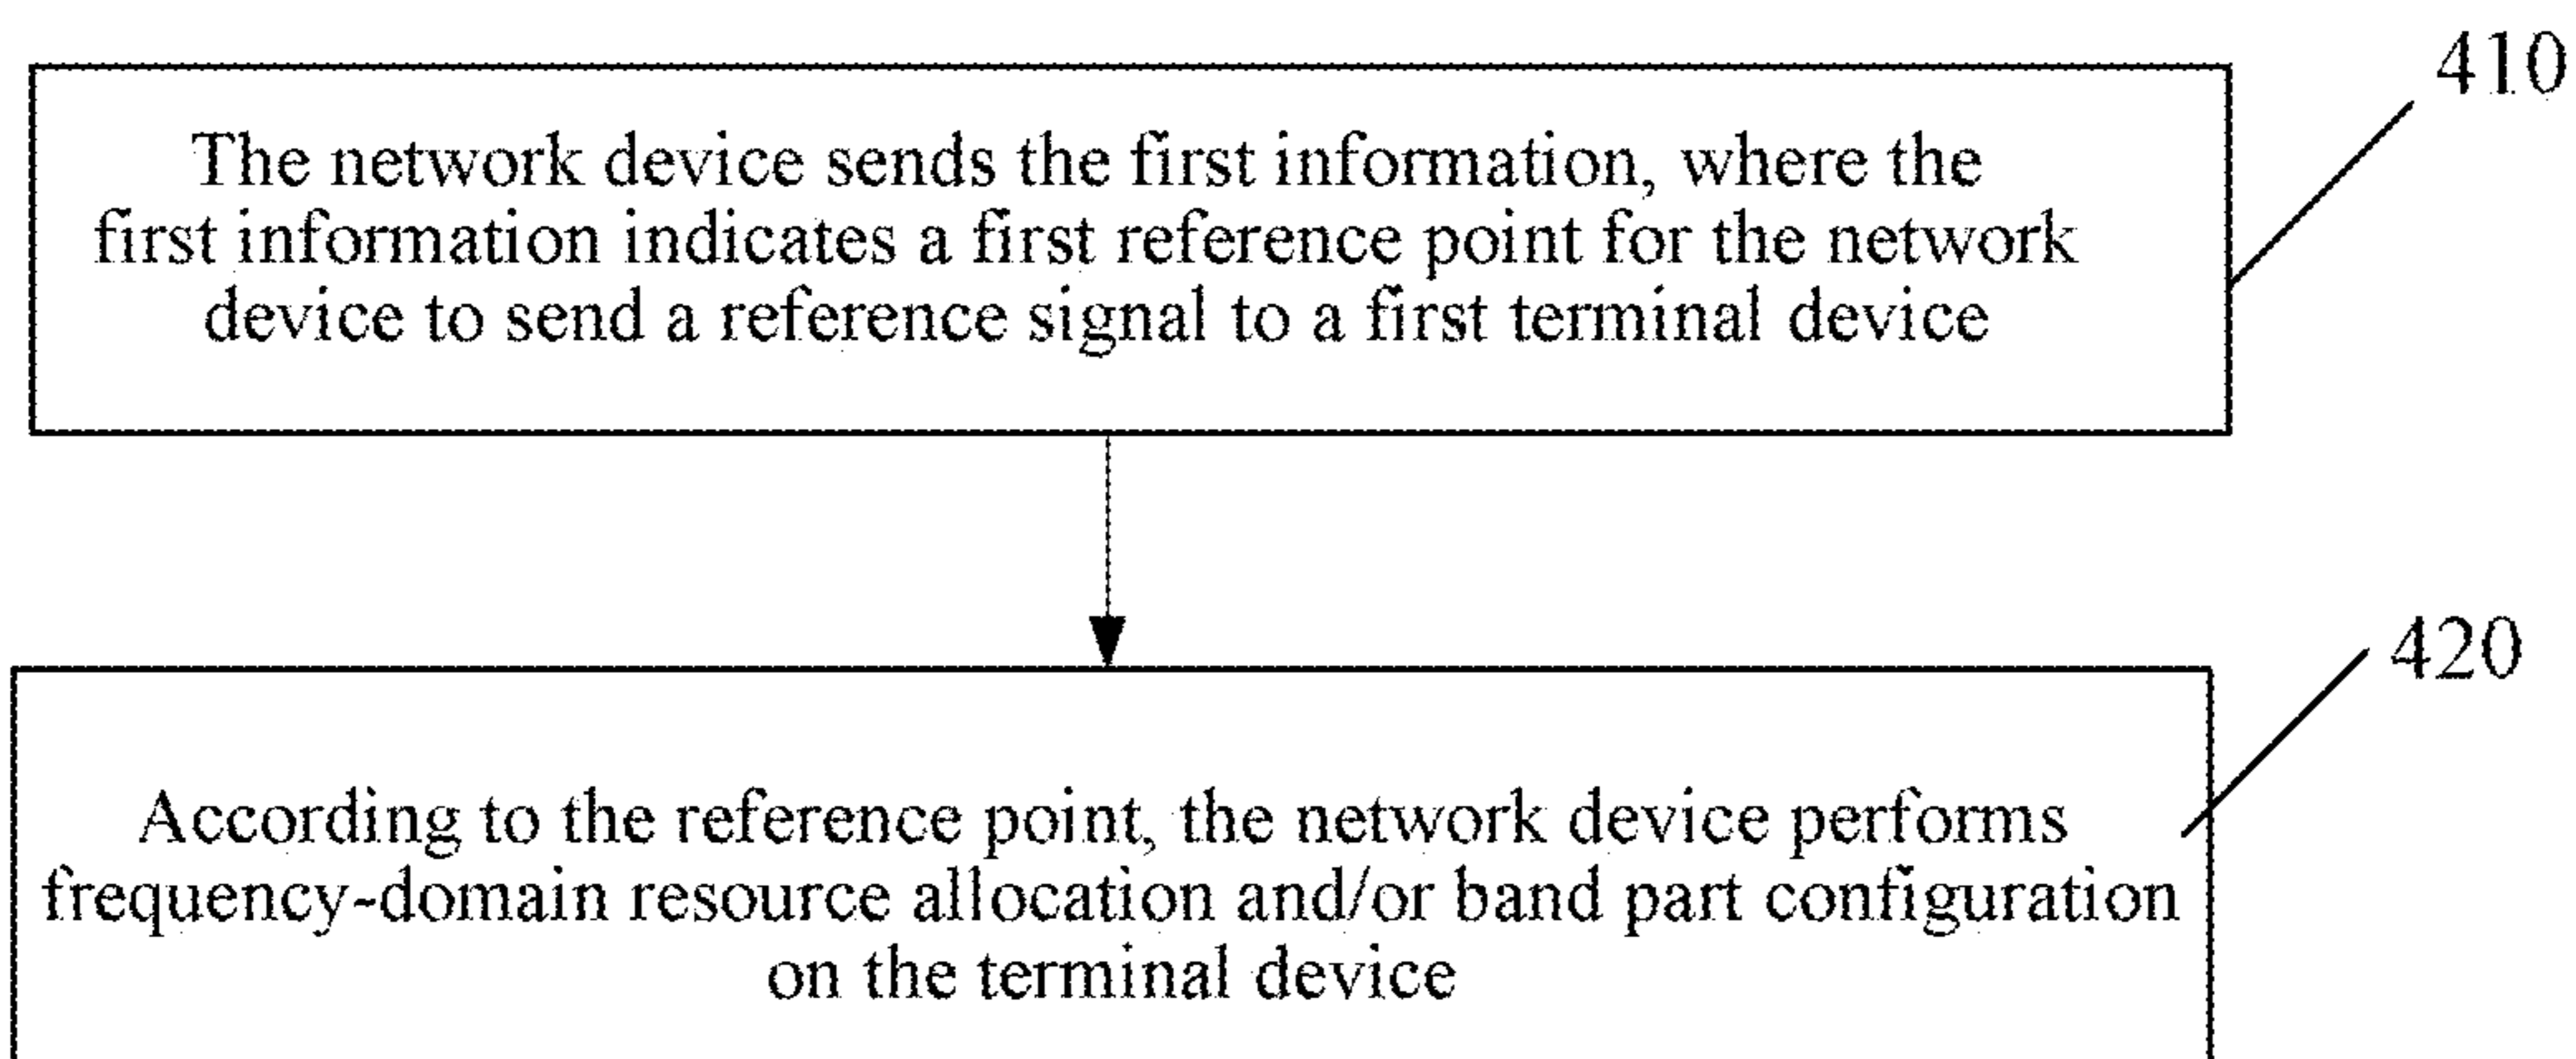 410
The network device sends the first information, where the
first information indicates a first reference point for the network
device to send a reference signal to a first terminal device
420
According to the reference point, the network device performs
frequency-domain resource allocation and/or band part configuration
on the terminal device